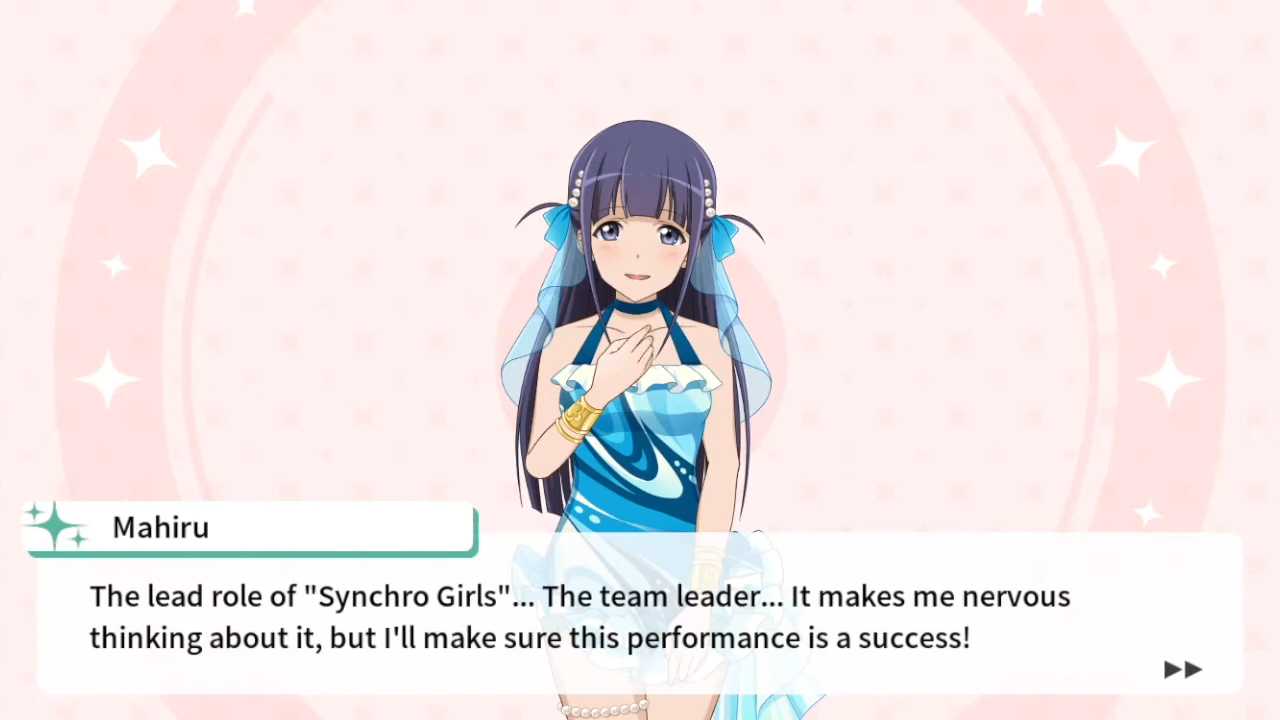 Mahiru
The lead role of "Synchro Girls"... The team leader... It makes me nervous
thinking about it, but I'll make sure this performance is a success!